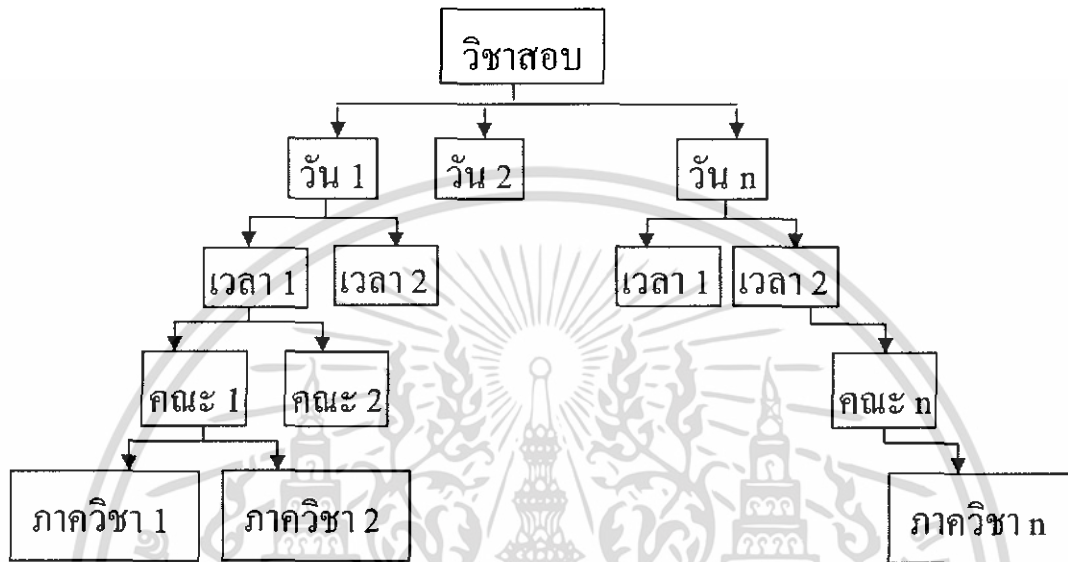 วิชาสอบ
วัน 1 วัน 2 วัน n
เวลา 1 เวลา 2 เวลา 1 เวลา 2
คณะ 1 คณะ 2 คณะ n
ภาควิชา 1 ภาควิชา 2 ภาควิชา n